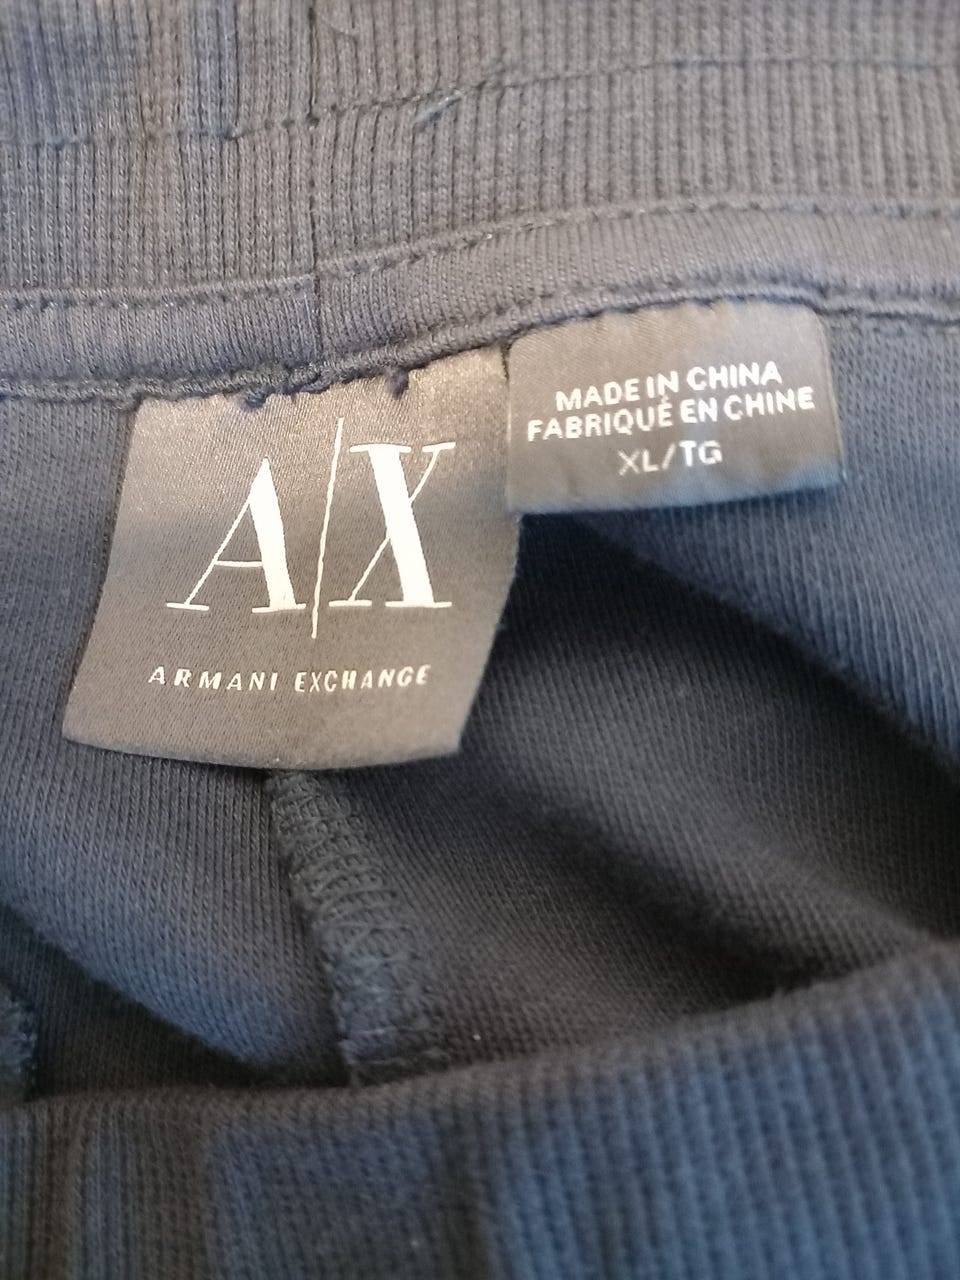 A|X
ARMANI EXCHANGE
MADE IN CHINA
FABRIQUÉ EN CHINE
XL/TG